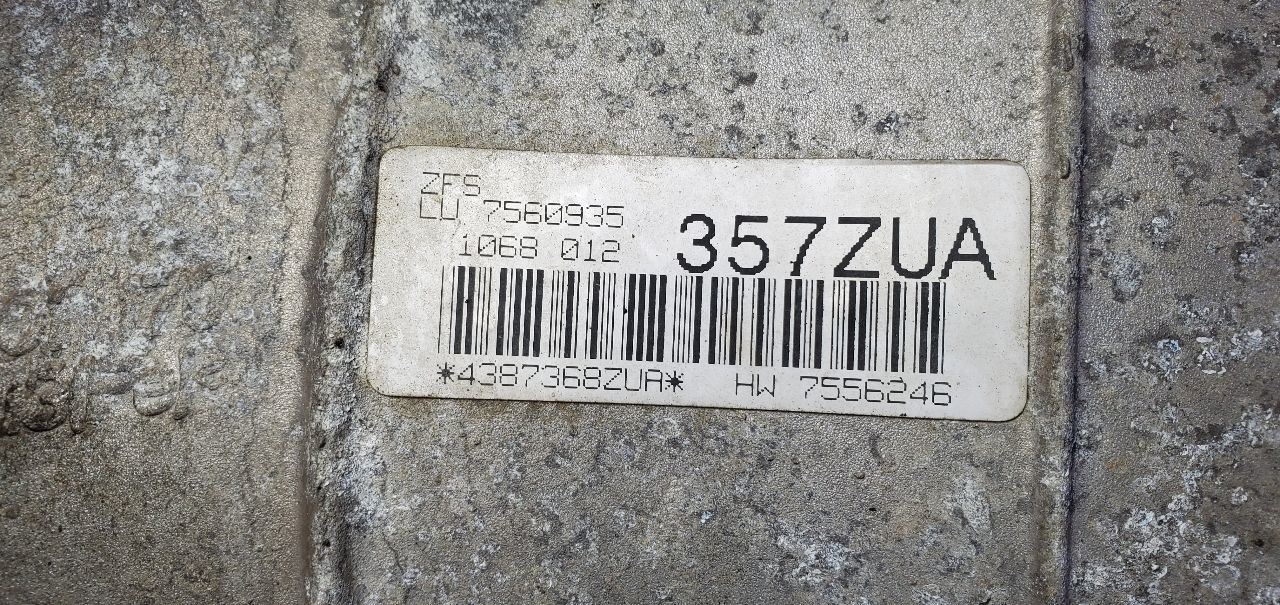 ZFS
LU 7560935
1068 012
357ZUA
*4387368ZUA* HW 7556246